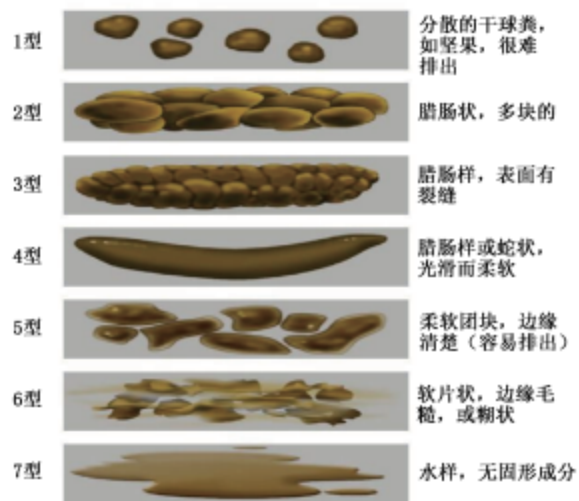 1型
分散的干球粪,
如坚果，很难
排出
2型
腊肠状，多块的
3型
腊肠样，表面有
裂缝
4型
腊肠样或蛇状，
光滑而柔软
5型
柔软团块，边缘
清楚（容易排出）
6型
软片状，边缘毛
糙，或糊状
7型
水样，无固形成分